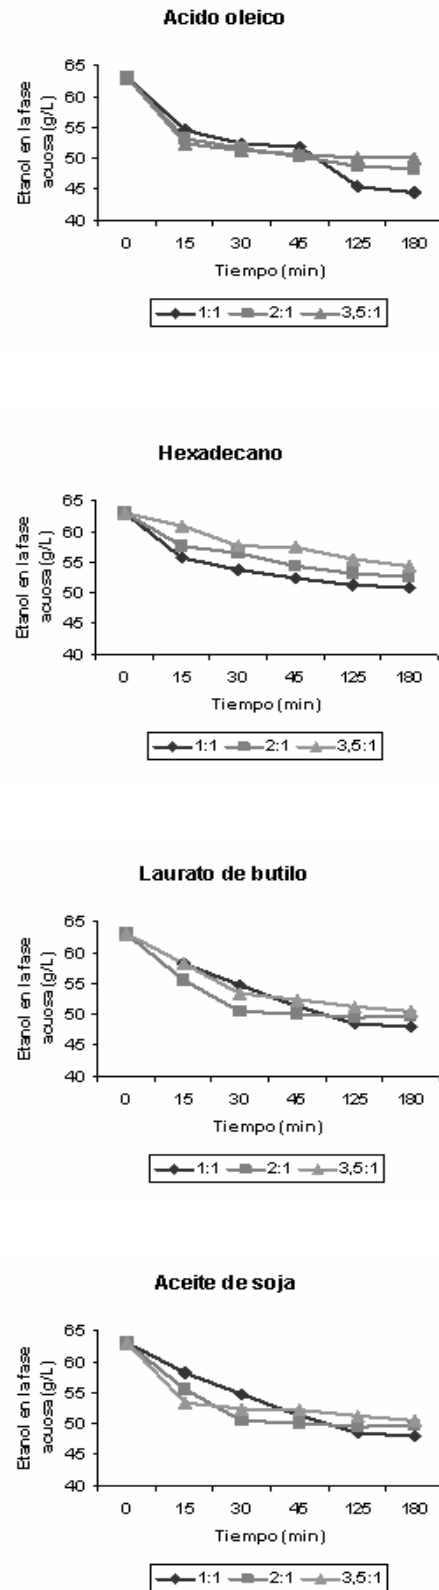 Acido oleico
Etanol en la fase
acuosa (g/L)
65
60
55
50
45
40
0 15 30 45 125 180
Tiempo (min)
1:1 2:1 3,5:1
Hexadecano
Etanol en la fase
acuosa (g/L)
65
60
55
50
45
40
0 15 30 45 125 180
Tiempo (min)
1:1 2:1 3,5:1
Laurato de butilo
Etanol en la fase
acuosa (g/L)
65
60
55
50
45
40
0 15 30 45 125 180
Tiempo (min)
1:1 2:1 3,5:1
Aceite de soja
Etanol en la fase
acuosa (g/L)
65
60
55
50
45
40
0 15 30 45 125 180
Tiempo (min)
1:1 2:1 3,5:1